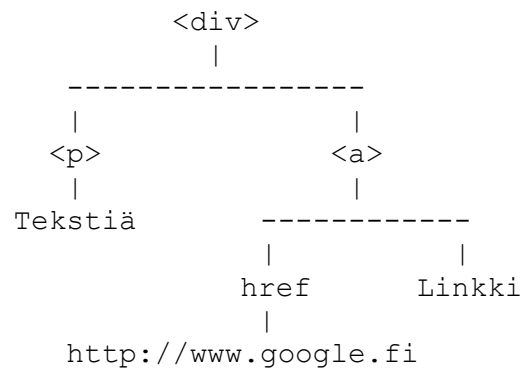 <div>
<p> <a>
Tekstiä
href Linkki
http://www.google.fi